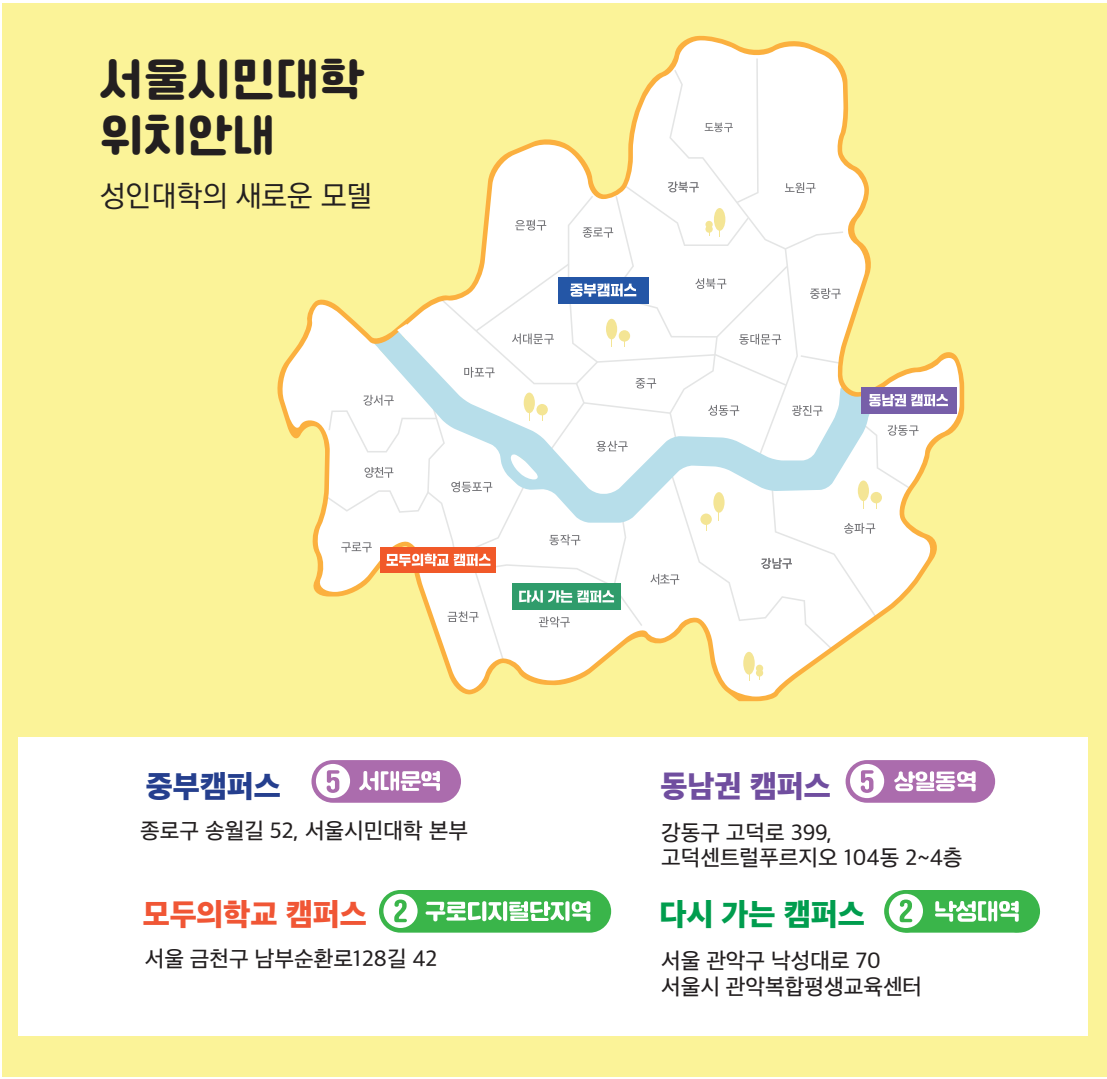 서울시민대학
위치안내
성인대학의 새로운 모델
도봉구
강북구
노원구
은평구
종로구
성북구
중랑구
중부캠퍼스
서대문구
동대문구
마포구
중구
강서구
성동구
광진구
동남권 캠퍼스
강동구
용산구
양천구
영등포구
송파구
동작구
구로구
모두의학교 캠퍼스
강남구
서초구
다시 가는 캠퍼스
금천구
관악구
중부캠퍼스 5 서대문역
종로구 송월길 52, 서울시민대학 본부
동남권 캠퍼스 5 상일동역
강동구 고덕로 399,
고덕센트럴푸르지오 104동 2~4층
모두의학교 캠퍼스 2 구로디지털단지역
서울 금천구 남부순환로128길 42
다시 가는 캠퍼스 2 낙성대역
서울 관악구 낙성대로 70
서울시 관악복합평생교육센터